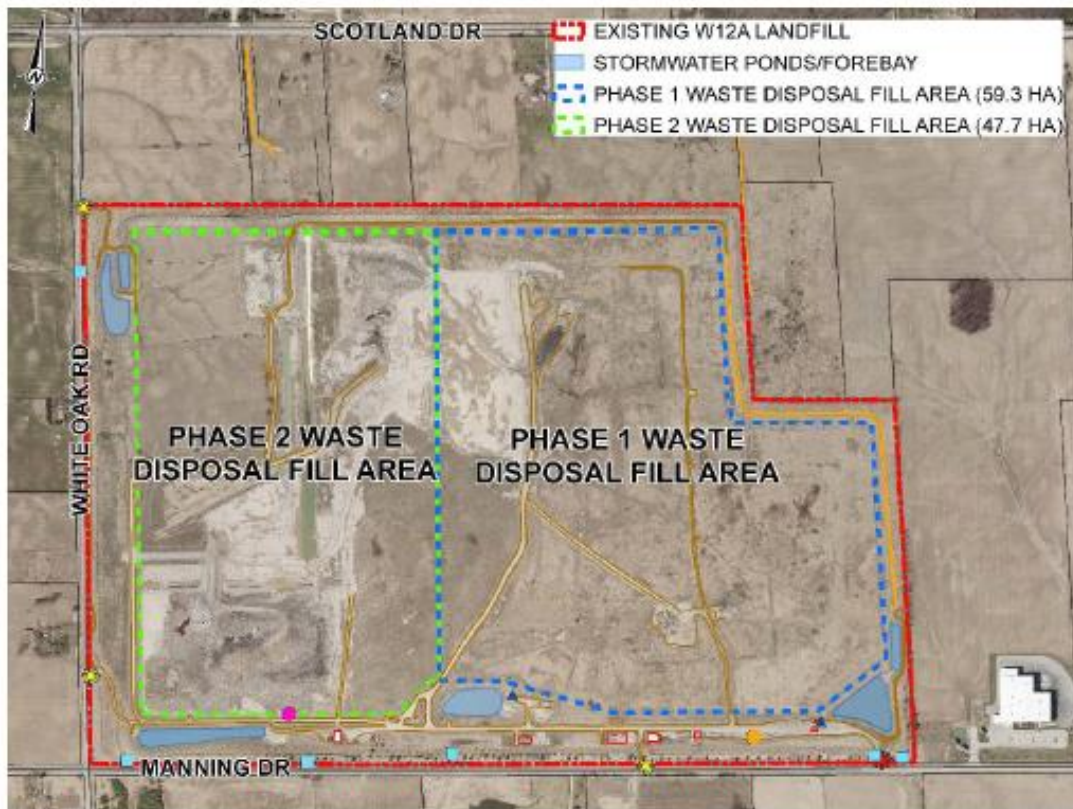 SCOTLAND DR
N
EXISTING W12A LANDFILL
STORMWATER PONDS/FOREBAY
PHASE 1 WASTE DISPOSAL FILL AREA (59.3 HA)
PHASE 2 WASTE DISPOSAL FILL AREA (47.7 HA)
WHITE OAK RD
PHASE 2 WASTE
DISPOSAL FILL AREA
PHASE 1 WASTE
DISPOSAL FILL AREA
MANNING DR